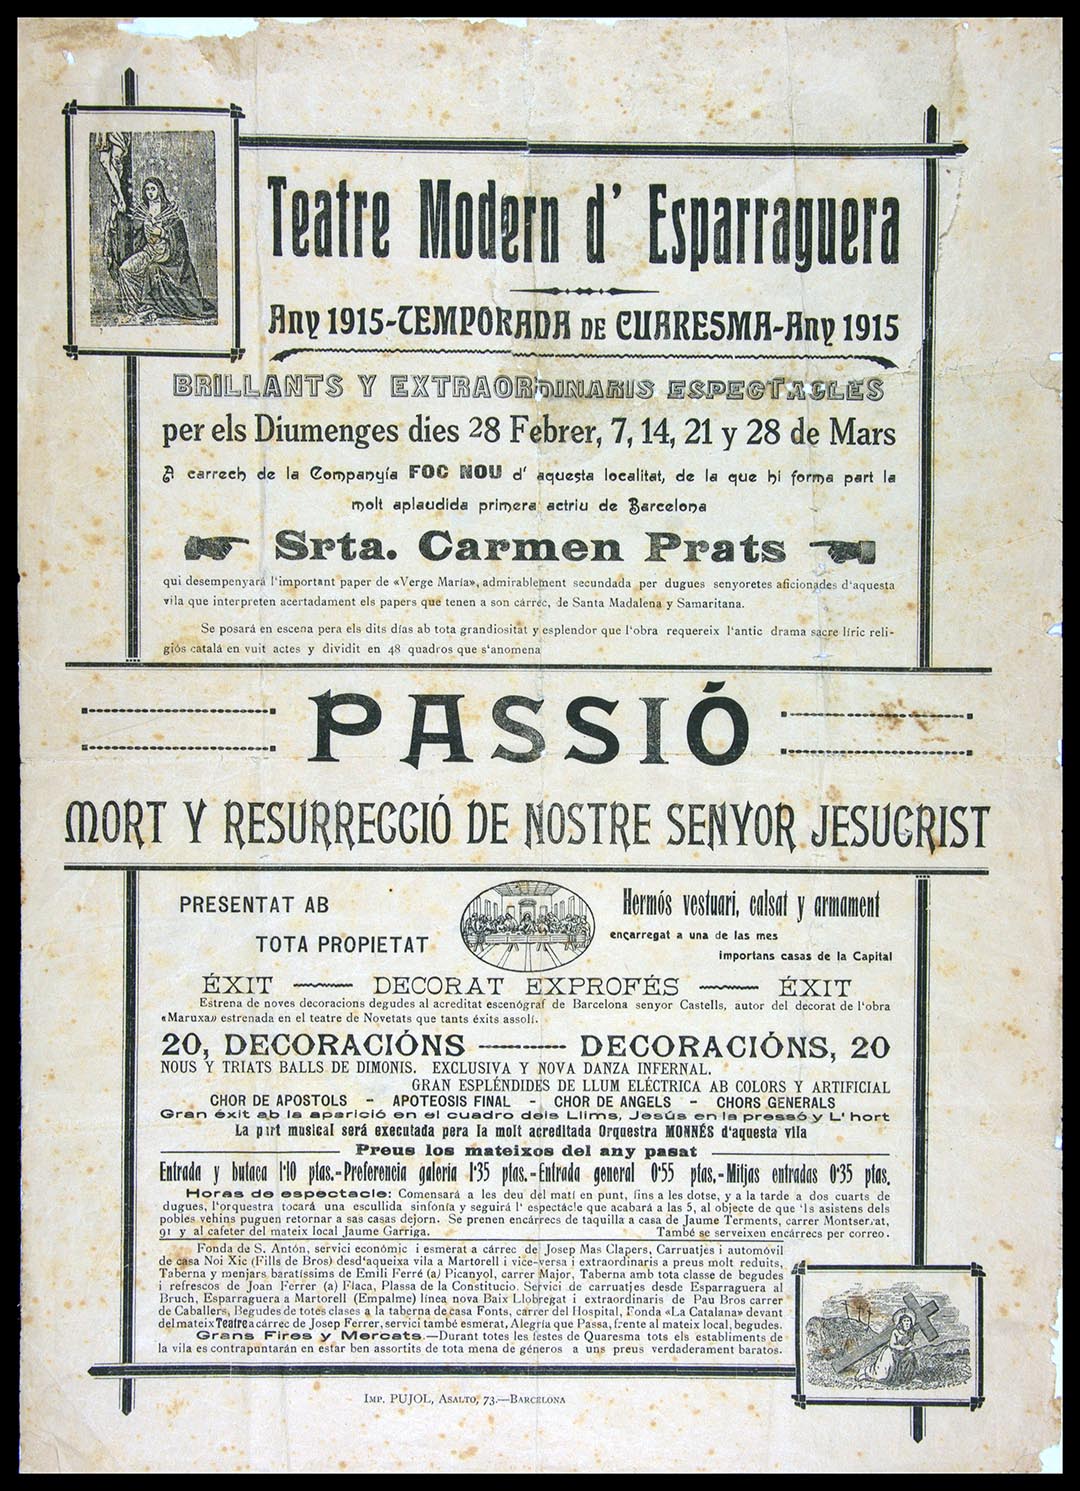 Teatre Modern d' Esparraguera
Any 1915-TEMPORADA DE CUARESMA-Any 1915
BRILLANTS Y EXTRAORDINARIS ESPECTACLES
per els Diumenges dies 28 Febrer, 7, 14, 21 y 28 de Mars
A carrech de la Companyía FOC NOU d' aquesta localitat, de la que hi forma part la
molt aplaudida primera actriu de Barcelona
Srta. Carmen Prats
qui desempenyará l'important paper de «Verge María», admirablement secundada per dugues senyoretes aficionades d'aquesta
vila que interpreten acertadament els papers que tenen a son cárrec, de Santa Madalena y Samaritana.
Se posará en escena pera els dits días ab tota grandiositat y esplendor que l'obra requereix l'antic drama sacre líric reli-
giós catalá en vuit actes y dividit en 48 quadros que s'anomena
PASSIÓ
MORT Y RESURRECCIÓ DE NOSTRE SENYOR JESUCRIST
PRESENTAT AB
TOTA PROPIETAT
Hermós vestuari, calsat y armament
encarregat a una de las mes
importans casas de la Capital
ÉXIT DECORAT EXPROFÉS ÉXIT
Estrena de noves decoracions degudes al acreditat escenógraf de Barcelona senyor Castells, autor del decorat de l'obra
«Maruxa» estrenada en el teatre de Novetats que tants éxits assolí.
20, DECORACIÓNS DECORACIÓNS, 20
NOUS Y TRIATS BALLS DE DIMONIS. EXCLUSIVA Y NOVA DANZA INFERNAL.
GRAN ESPLÉNDIDES DE LLUM ELÉCTRICA AB COLORS Y ARTIFICIAL
CHOR DE APOSTOLS - APOTEOSIS FINAL - CHOR DE ANGELS - CHORS GENERALS
Gran éxit ab la aparició en el cuadro dels Llims, Jesús en la pressó y L' hort
La part musical será executada pera la molt acreditada Orquestra MONNÉS d'aquesta vila
Preus los mateixos del any pasat
Entrada y butaca 1'10 ptas.-Preferencia galeria 1'35 ptas.-Entrada general 0'55 ptas.-Mitjas entradas 0'35 ptas.
Horas de espectacle: Comensará a les deu del matí en punt, fins a les dotse, y a la tarde a dos cuarts de
dugues, l'orquestra tocará una escullida sinfonía y seguirá l' espectácle que acabará a las 5, al objecte de que 'ls asistens dels
pobles vehins puguen retornar a sas casas dejorn. Se prenen encárrecs de taquilla a casa de Jaume Terments, carrer Montserrat,
91 y al cafeter del mateix local Jaume Garriga. També se serveixen encárrecs per correo.
Fonda de S. Antón, servici económic i esmerat a cárrec de Josep Mas Clapers, Carruatjes i automóvil
de casa Noi Xic (Fills de Bros) desd'aqueixa vila a Martorell i vice-versa i extraordinaris a preus molt reduits,
Taberna y menjars baratíssims de Emili Ferré (a) Picanyol, carrer Major, Taberna amb tota classe de begudes
i refrescos de Joan Ferrer (a) Flaca, Plassa de la Constitucio. Servici de carruatjes desde Esparraguera al
Bruch, Esparraguera a Martorell (Empalme) línea nova Baix Llobregat i extraordinaris de Pau Bros carrer
de Caballers, Begudes de totes clases a la taberna de casa Fonts, carrer del Hospital, Fonda «La Catalana» devant
del mateix Teatre a cárrec de Josep Ferrer, servici també esmerat, Alegría que Passa, frente al mateix local, begudes.
Grans Fires y Mercats.—Durant totes les festes de Quaresma tots els establiments de
la vila es contrapuntarán en estar ben assortits de tota mena de géneros a uns preus verdaderament baratos.
IMP. PUJOL, ASALTO, 73.—BARCELONA